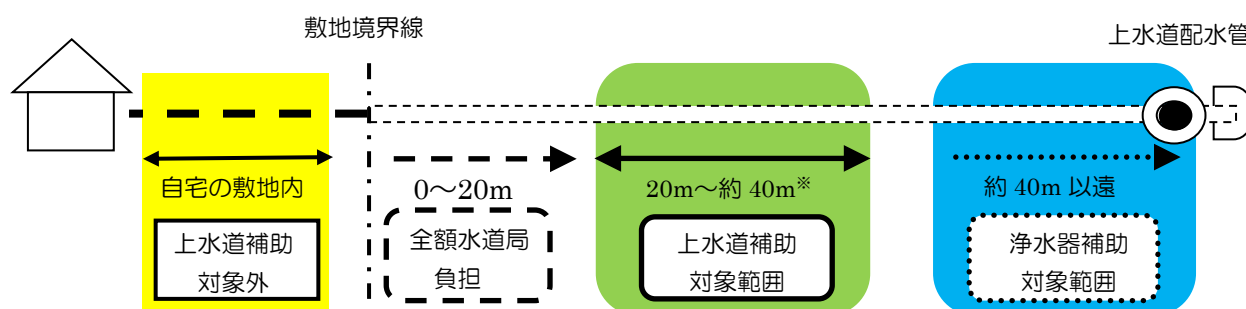 敷地境界線
上水道配水管
自宅の敷地内
0～20m
20m～約 40m※
約 40m 以遠
上水道補助
対象外
全額水道局
負担
上水道補助
対象範囲
浄水器補助
対象範囲